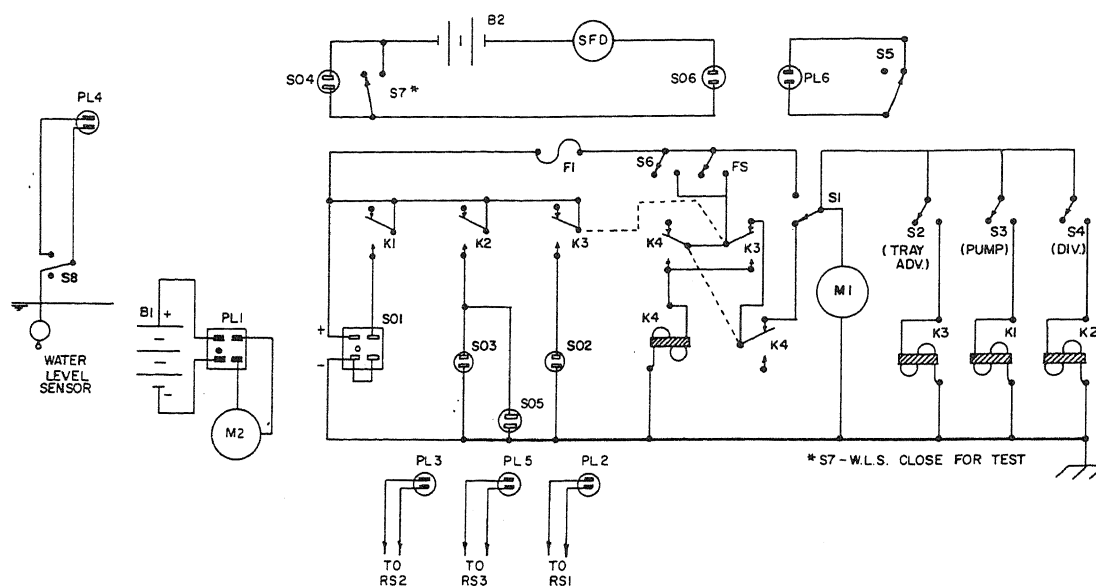 B2
SFD
SO4
S7*
SO6
PL6
S5
PL4
F1
S6
FS
S1
K1
K2
K3
K4
K3
S2
(TRAY
ADV.)
S3
(PUMP)
S4
(DIV.)
S8
M1
B1
+
PL1
+
SO1
K4
K4
K3
K1
K2
SO3
SO2
WATER
LEVEL
SENSOR
-
-
M2
SO5
*S7-W.L.S. CLOSE FOR TEST
PL3
PL5
PL2
TO
RS2
TO
RS3
TO
RS1